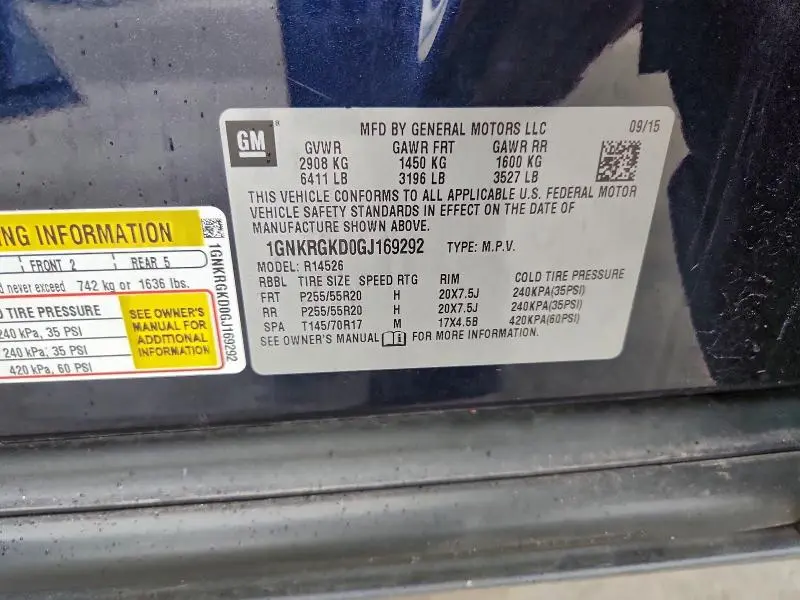 GM
MFD BY GENERAL MOTORS LLC 09/15
GVWR GAWR FRT GAWR RR
2908 KG 1450 KG 1600 KG
6411 LB 3196 LB 3527 LB
THIS VEHICLE CONFORMS TO ALL APPLICABLE U.S. FEDERAL MOTOR
VEHICLE SAFETY STANDARDS IN EFFECT ON THE DATE OF
MANUFACTURE SHOWN ABOVE.
1GNKRGKD0GJ169292 TYPE: M.P.V.
MODEL: R14526
RBBL TIRE SIZE SPEED RTG RIM COLD TIRE PRESSURE
FRT P255/55R20 H 20X7.5J 240KPA(35PSI)
RR P255/55R20 H 20X7.5J 240KPA(35PSI)
SPA T145/70R17 M 17X4.5B 420KPA(60PSI)
SEE OWNER'S MANUAL FOR MORE INFORMATION.
NG INFORMATION
FRONT 2 REAR 5
never exceed 742 kg or 1636 lbs.
TIRE PRESSURE
240 kPa, 35 PSI
240 kPa, 35 PSI
420 kPa, 60 PSI
SEE OWNER'S
MANUAL FOR
ADDITIONAL
INFORMATION
1GNKRGKD0GJ169292